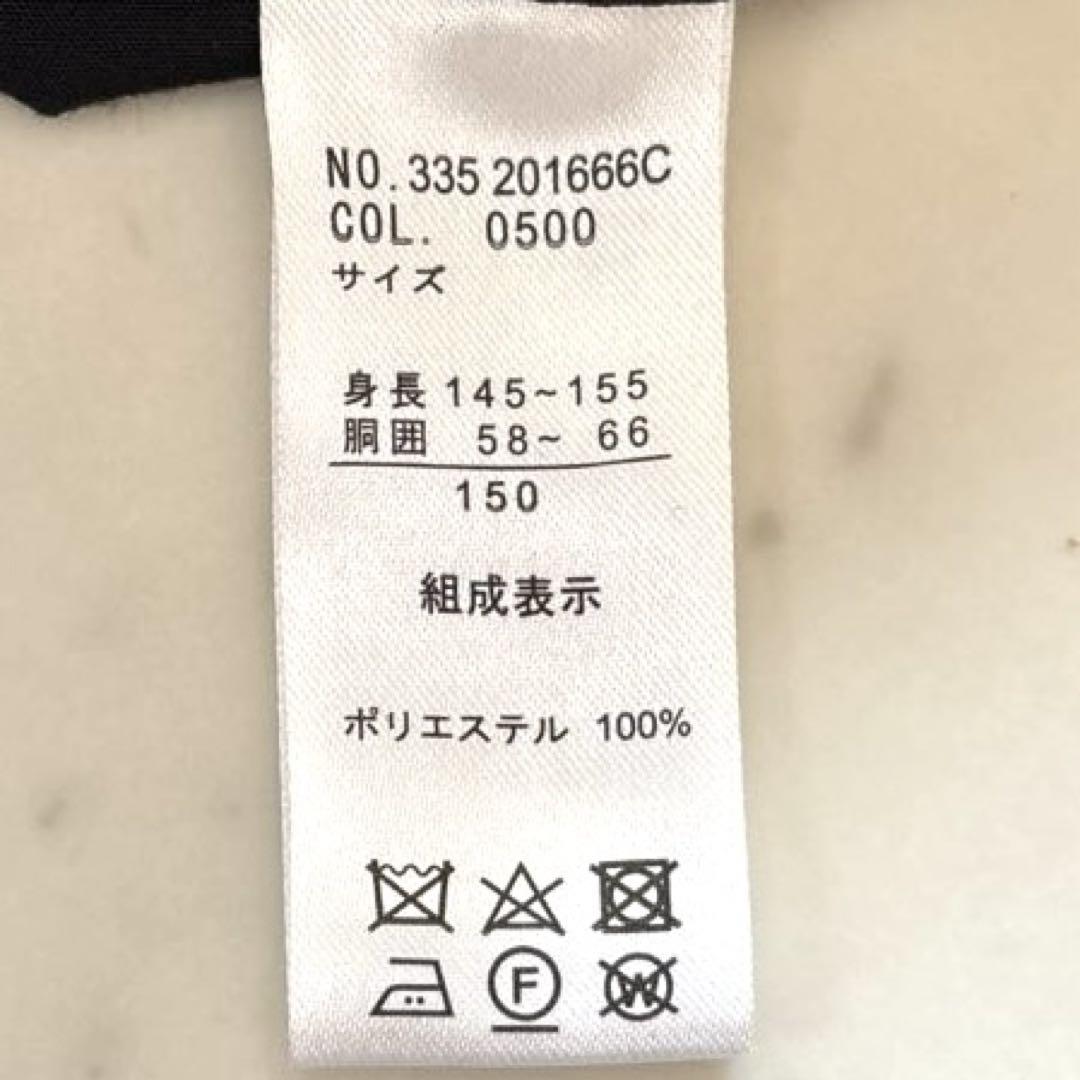 NO.335 201666C
COL. 0500
サイズ
身長 145~155
胴囲 58~ 66
150
組成表示
ポリエステル 100%
F W